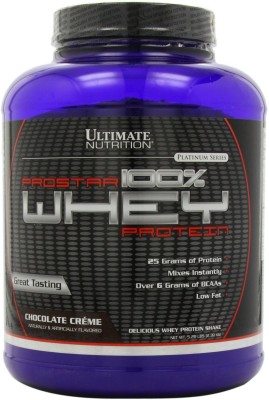 ULTIMATE
NUTRITION
PLATINUM SERIES
PROSTAR 100%
WHEY
PROTEIN
25 Grams of Protein
Mixes Instantly
Over 6 Grams of BCAAs
Low Fat
Great Tasting
CHOCOLATE CRÈME
NATURALLY & ARTIFICIALLY FLAVORED
DELICIOUS WHEY PROTEIN SHAKE